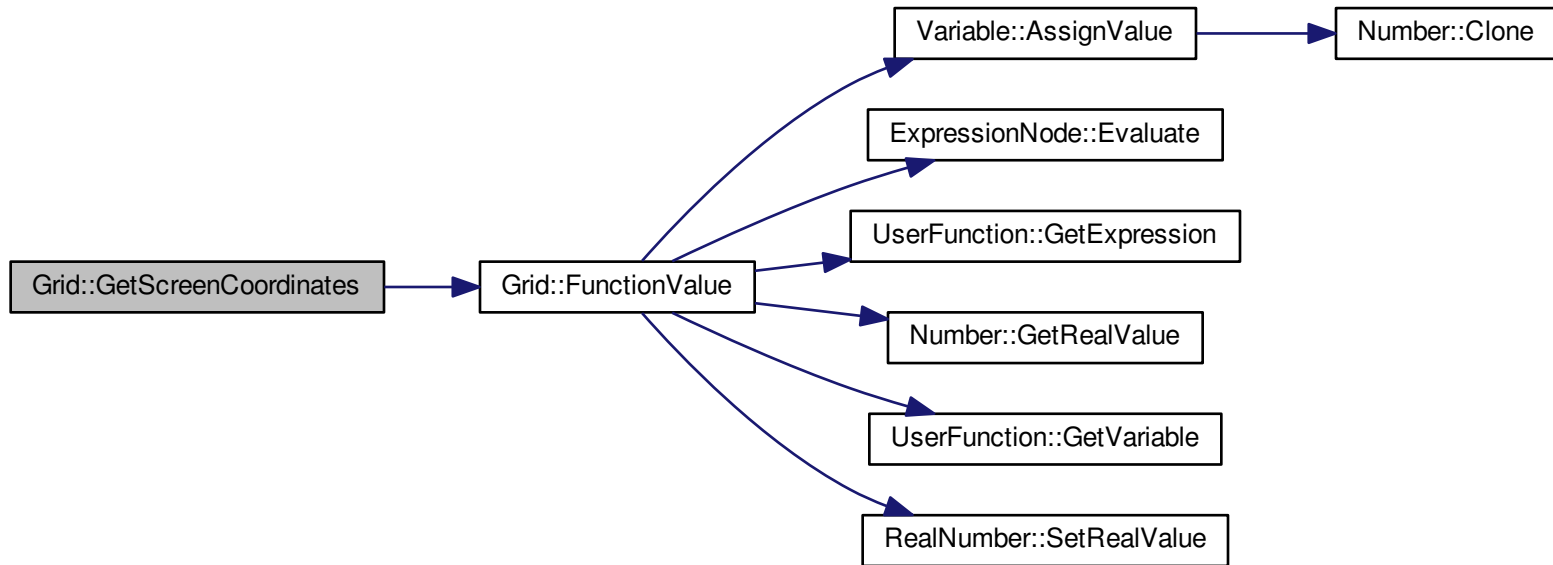 Variable::AssignValue
Number::Clone
ExpressionNode::Evaluate
UserFunction::GetExpression
Grid::GetScreenCoordinates
Grid::FunctionValue
Number::GetRealValue
UserFunction::GetVariable
RealNumber::SetRealValue